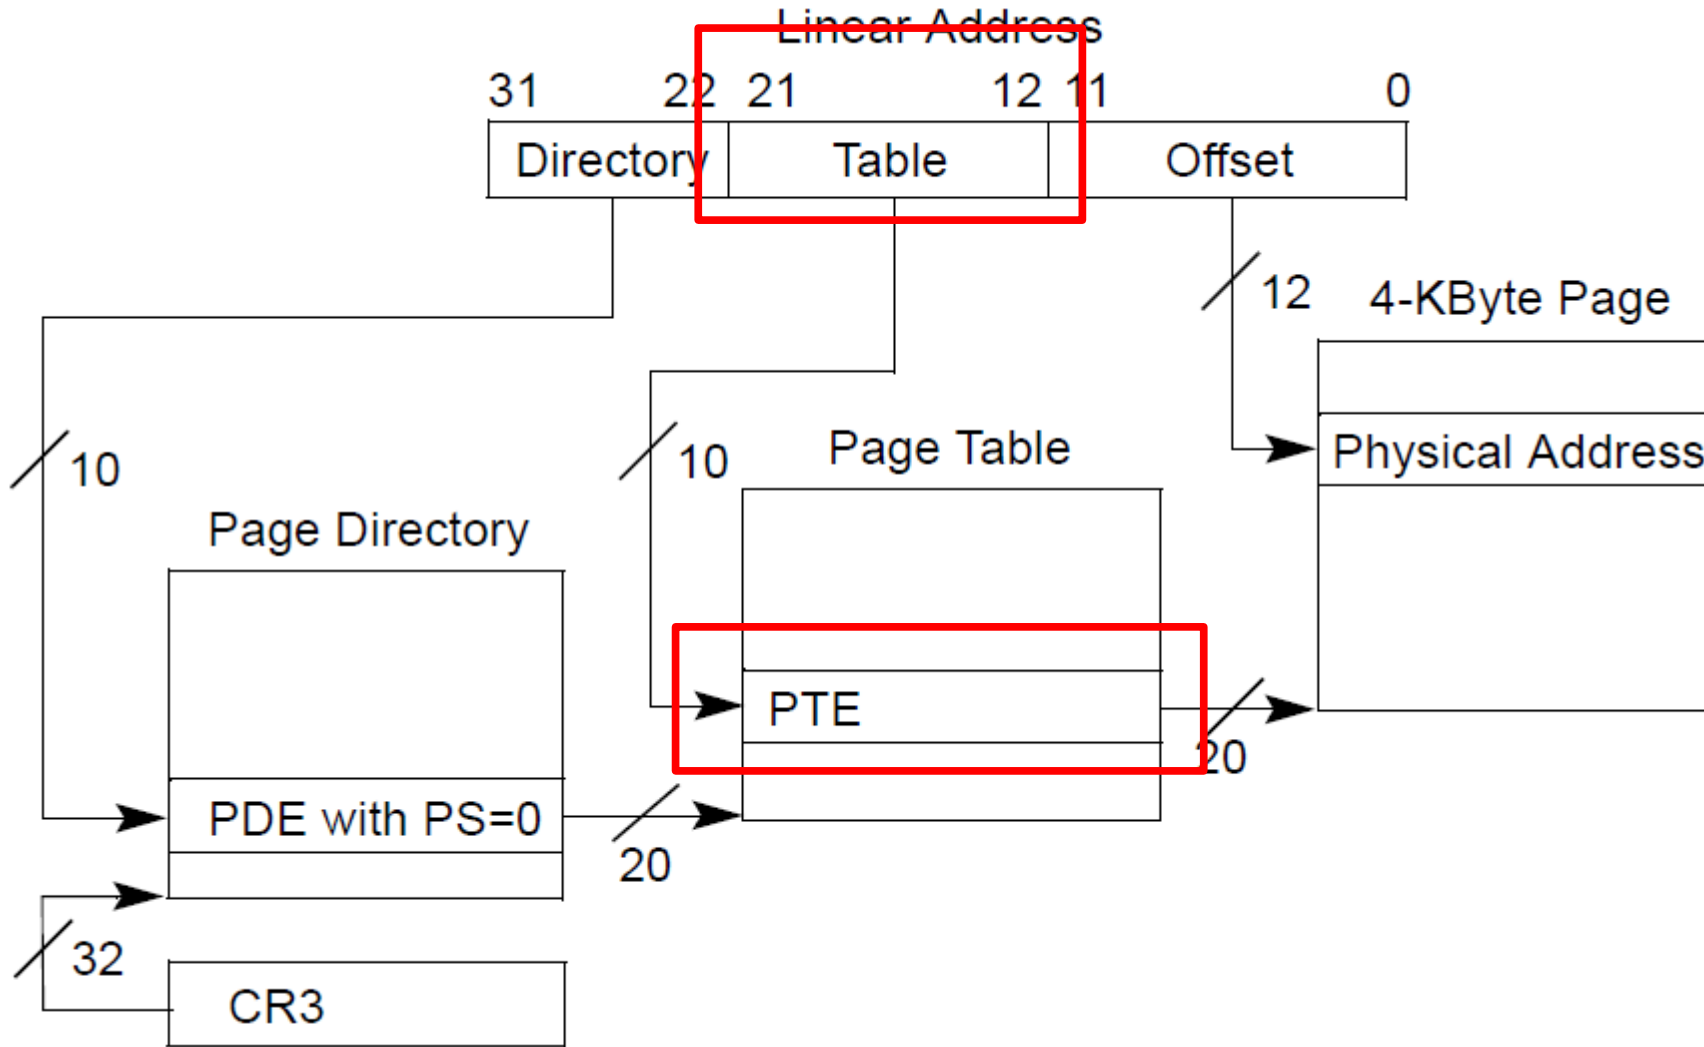 Linear Address
31 22 21 12 11 0
Directory Table Offset
12
4-KByte Page
Physical Address
10
10
Page Table
Page Directory
PTE
20
PDE with PS=0
20
32
CR3